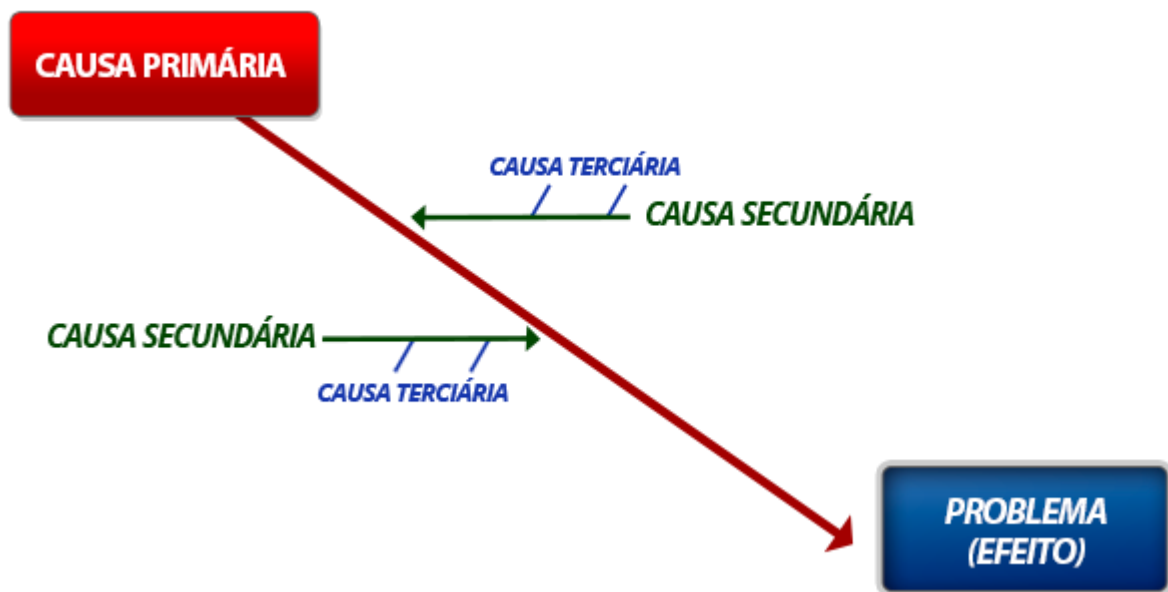 CAUSA PRIMÁRIA
CAUSA TERCIÁRIA
CAUSA SECUNDÁRIA
CAUSA SECUNDÁRIA
CAUSA TERCIÁRIA
PROBLEMA
(EFEITO)